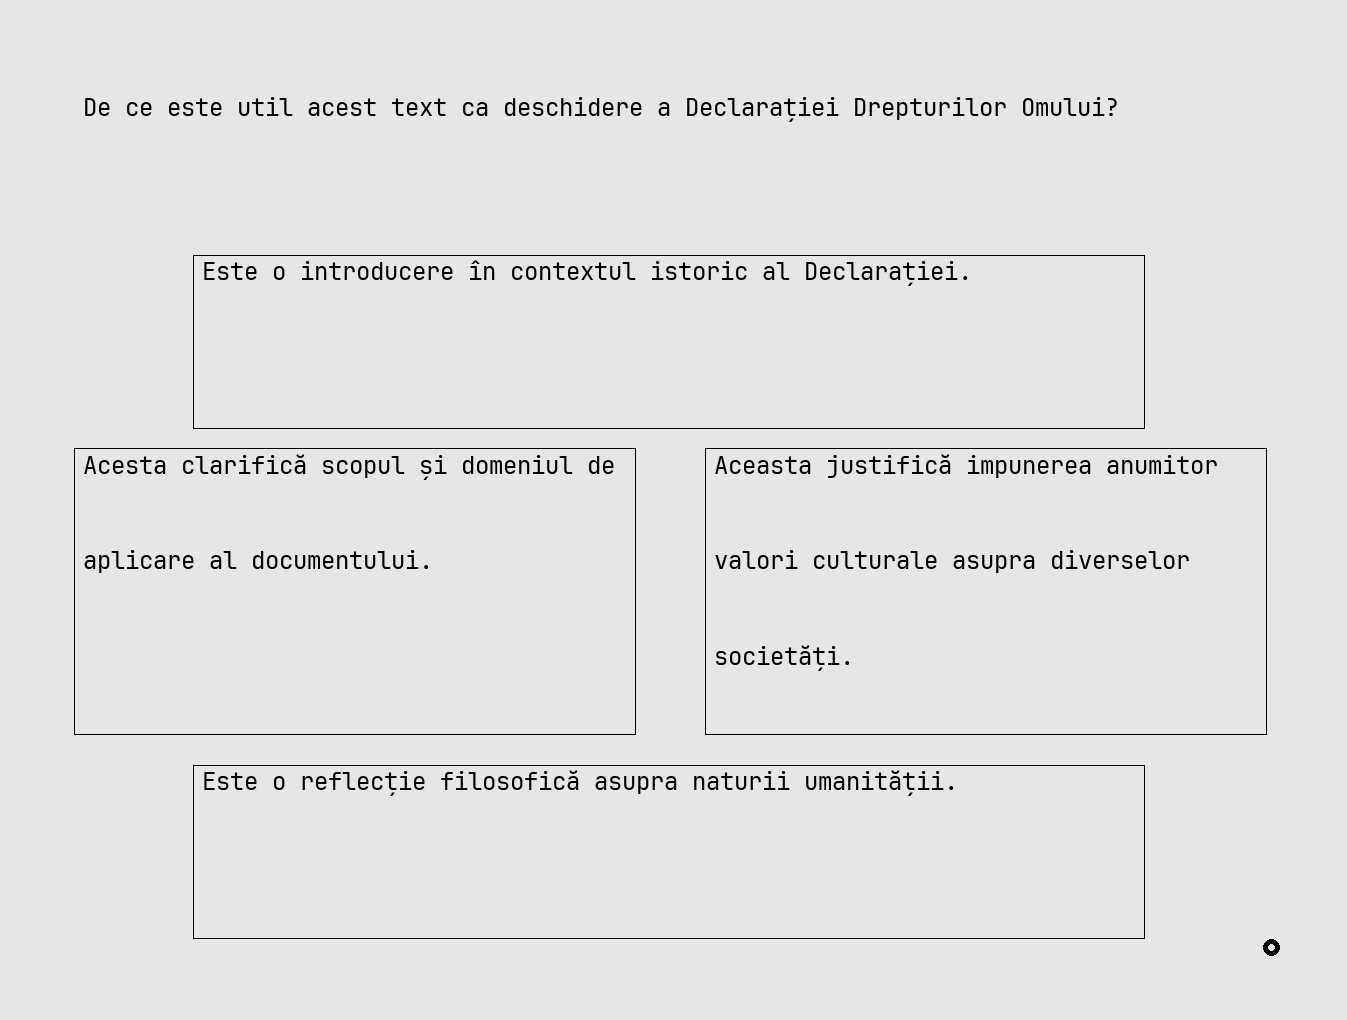 De ce este util acest text ca deschidere a Declarației Drepturilor Omului?
Este o introducere în contextul istoric al Declarației.
Acesta clarifică scopul și domeniul de
aplicare al documentului.
Aceasta justifică impunerea anumitor
valori culturale asupra diverselor
societăți.
Este o reflecție filosofică asupra naturii umanității.